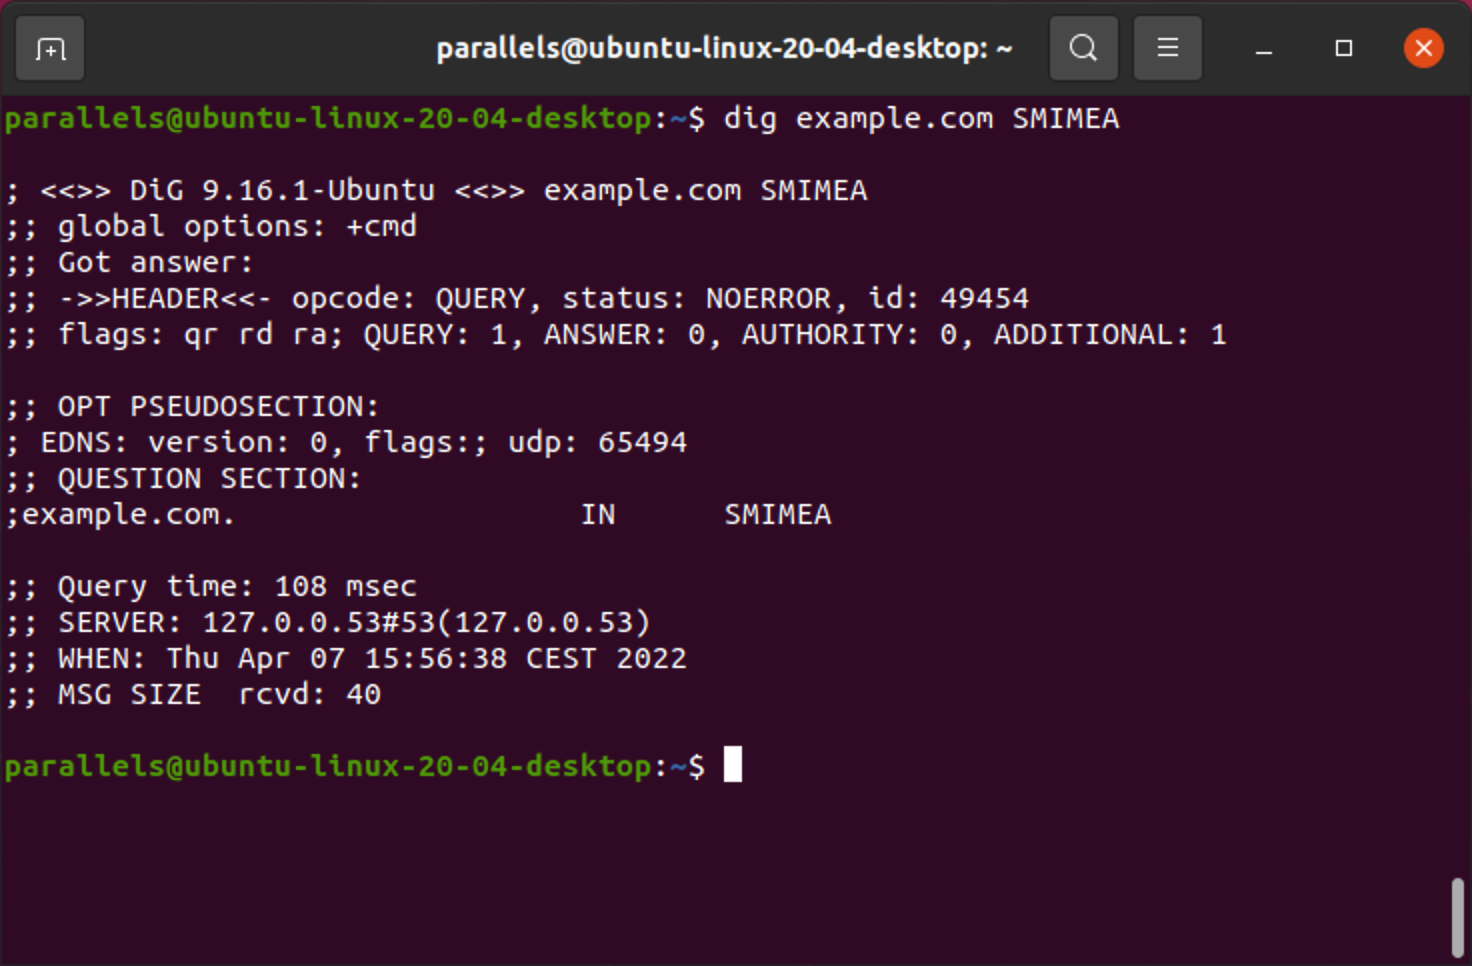 parallels@ubuntu-linux-20-04-desktop: ~
parallels@ubuntu-linux-20-04-desktop:~$ dig example.com SMIMEA
; <<>> DiG 9.16.1-Ubuntu <<>> example.com SMIMEA
;; global options: +cmd
;; Got answer:
;; ->>HEADER<<- opcode: QUERY, status: NOERROR, id: 49454
;; flags: qr rd ra; QUERY: 1, ANSWER: 0, AUTHORITY: 0, ADDITIONAL: 1
;; OPT PSEUDOSECTION:
; EDNS: version: 0, flags:; udp: 65494
;; QUESTION SECTION:
;example.com. IN SMIMEA
;; Query time: 108 msec
;; SERVER: 127.0.0.53#53(127.0.0.53)
;; WHEN: Thu Apr 07 15:56:38 CEST 2022
;; MSG SIZE  rcvd: 40
parallels@ubuntu-linux-20-04-desktop:~$